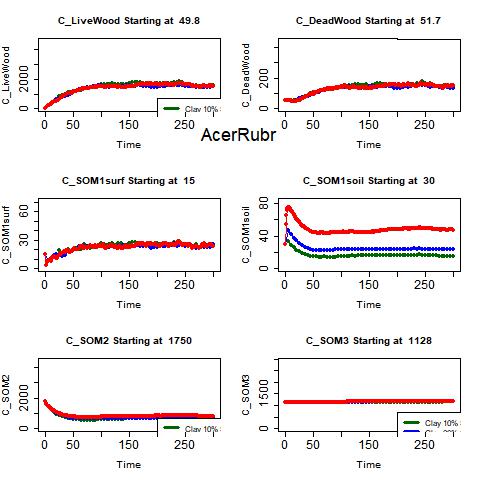 C_LiveWood Starting at 49.8
C_LiveWood
0 2000
0 50 150 250
Time
Clay 10%
C_DeadWood Starting at 51.7
C_DeadWood
0 200
0 50 150 250
Time
AcerRubr
C_SOM1surf Starting at 15
C_SOM1surf
0 30 60
0 50 150 250
Time
C_SOM1soil Starting at 30
C_SOM1soil
0 40 80
0 50 150 250
Time
C_SOM2 Starting at 1750
C_SOM2
0 2000
0 50 150 250
Time
Clay 10%
C_SOM3 Starting at 1128
C_SOM3
0 1500
0 50 150 250
Time
Clay 10%